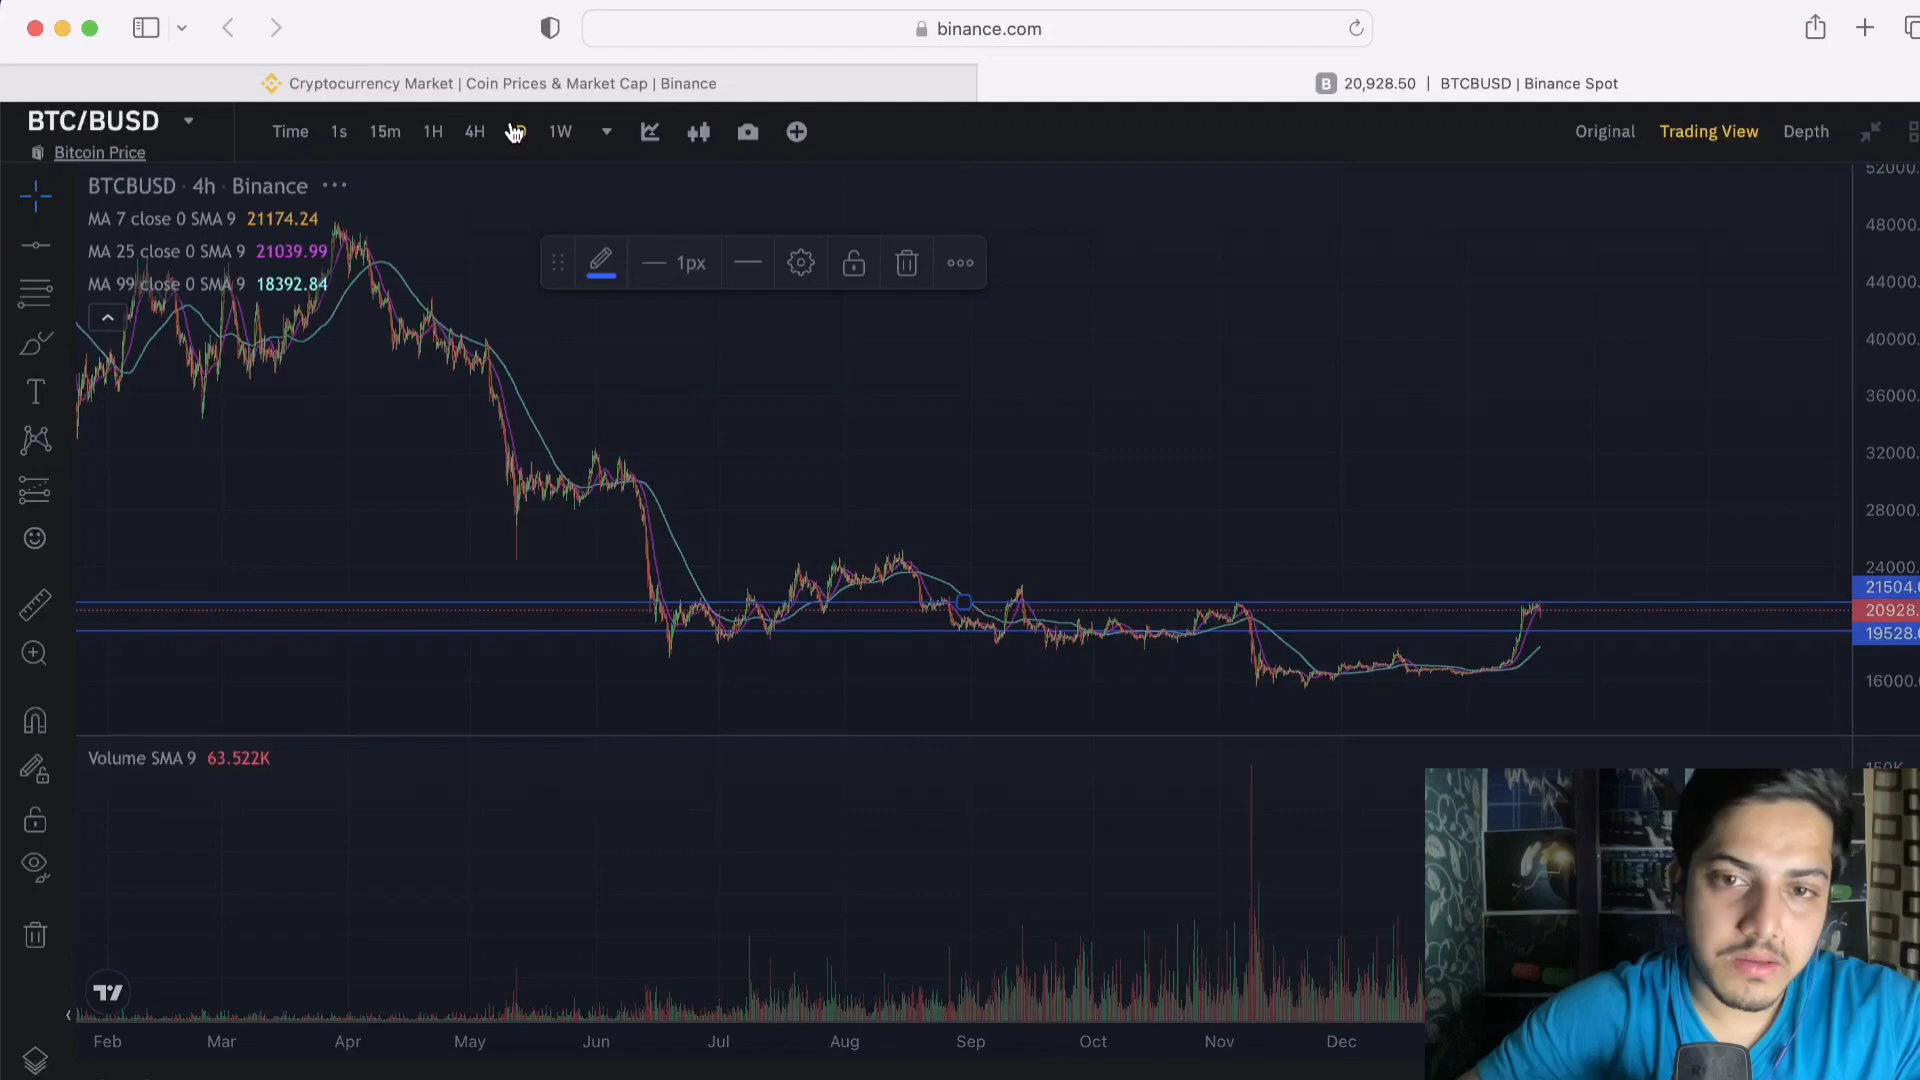 binance.com
Cryptocurrency Market | Coin Prices & Market Cap | Binance
B 20,928.50 | BTCBUSD | Binance Spot
BTC/BUSD
Bitcoin Price
Time 1s 15m 1H 4H 1W
Original Trading View Depth
BTCBUSD · 4h · Binance
MA 7 close 0 SMA 9 21174.24
MA 25 close 0 SMA 9 21039.99
MA 99 close 0 SMA 9 18392.84
1px
52000.
48000.
44000.
40000.
36000.
32000.
28000.
24000.
21504.
20928.
19528.
16000.
Volume SMA 9 63.522K
Feb Mar Apr May Jun Jul Aug Sep Oct Nov Dec